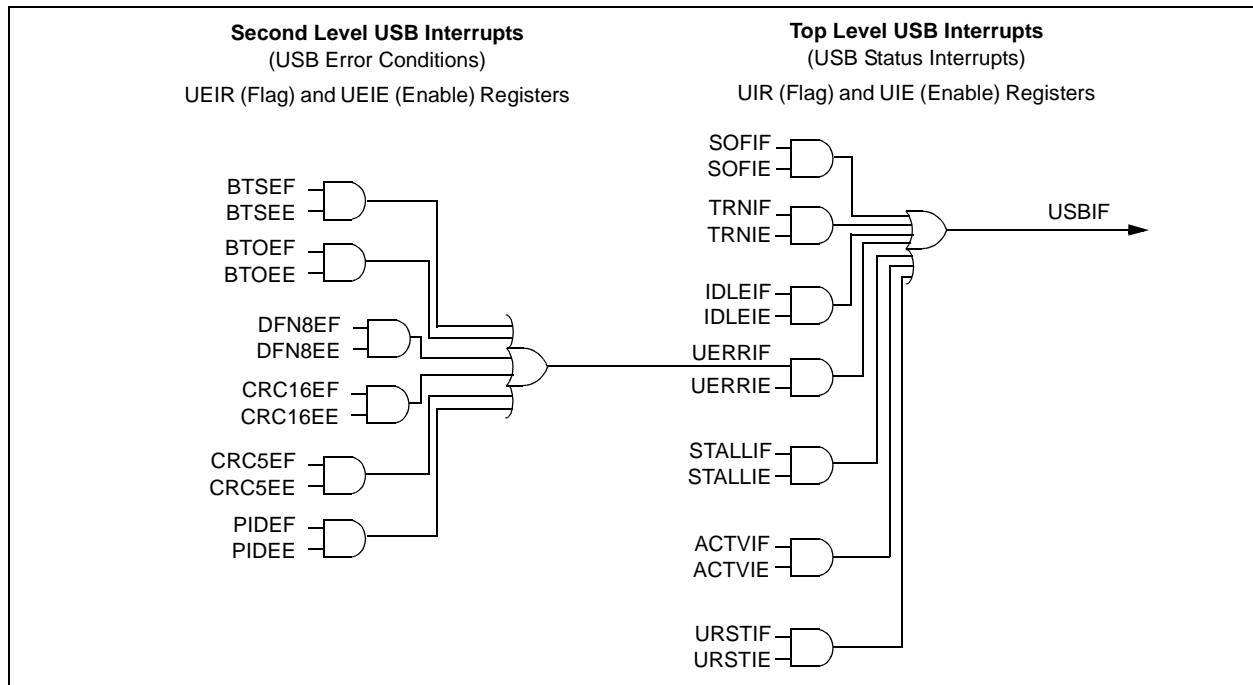 Second Level USB Interrupts
(USB Error Conditions)
UEIR (Flag) and UEIE (Enable) Registers
Top Level USB Interrupts
(USB Status Interrupts)
UIR (Flag) and UIE (Enable) Registers
BTSEF
BTSEE
BTOEF
BTOEE
DFN8EF
DFN8EE
CRC16EF
CRC16EE
CRC5EF
CRC5EE
PIDEF
PIDEE
SOFIF
SOFIE
TRNIF
TRNIE
IDLEIF
IDLEIE
UERRIF
UERRIE
STALLIF
STALLIE
ACTVIF
ACTVIE
URSTIF
URSTIE
USBIF